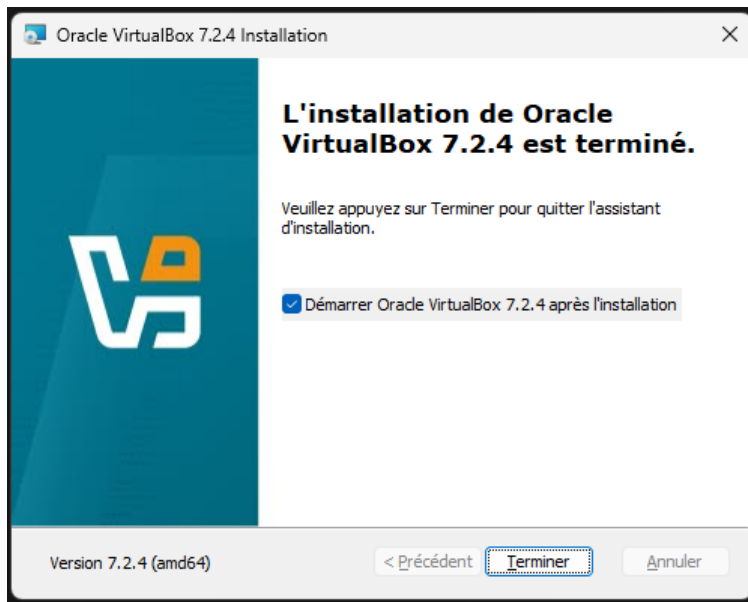 Oracle VirtualBox 7.2.4 Installation
L'installation de Oracle
VirtualBox 7.2.4 est terminé.
Veuillez appuyez sur Terminer pour quitter l'assistant
d'installation.
Démarrer Oracle VirtualBox 7.2.4 après l'installation
Version 7.2.4 (amd64)
< Précédent
Terminer
Annuler